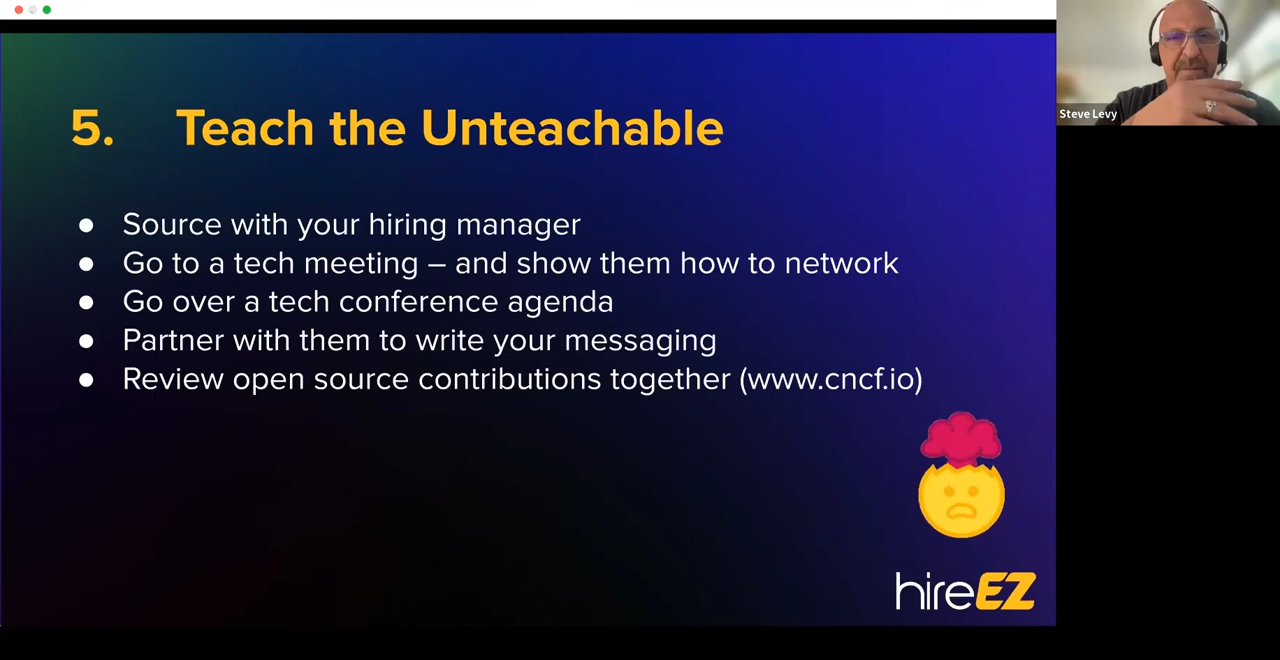 5. Teach the Unteachable
● Source with your hiring manager
● Go to a tech meeting – and show them how to network
● Go over a tech conference agenda
● Partner with them to write your messaging
● Review open source contributions together (www.cncf.io)
hireEZ
Steve Levy